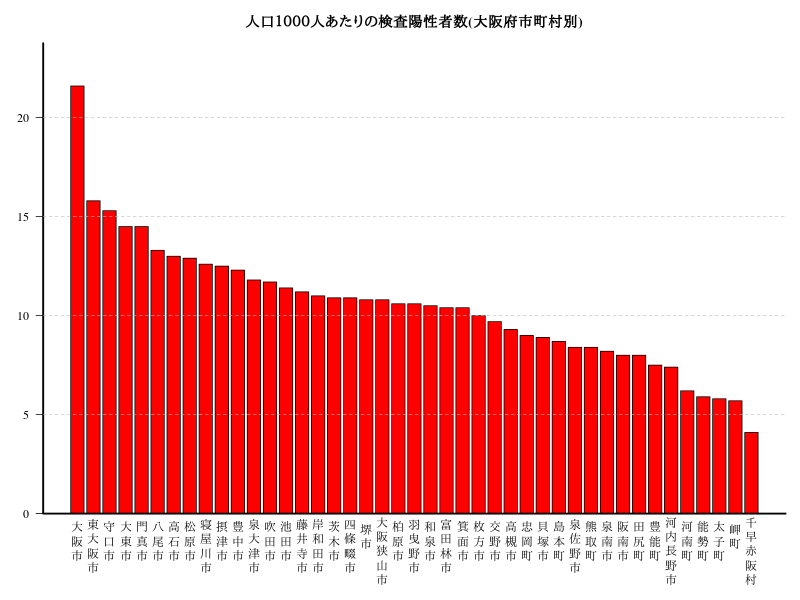 人口1000人あたりの検査陽性者数(大阪府市町村別)
20
15
10
5
0
大阪市
東大阪市
守口市
大東市
門真市
八尾市
高石市
松原市
寝屋川市
摂津市
豊中市
泉大津市
吹田市
池田市
藤井寺市
岸和田市
茨木市
四條畷市
堺市
大阪狭山市
柏原市
羽曳野市
和泉市
富田林市
箕面市
枚方市
交野市
高槻市
忠岡町
貝塚市
島本町
泉佐野市
熊取町
泉南市
阪南市
田尻町
豊能町
河内長野市
河南町
能勢町
太子町
岬町
千早赤阪村